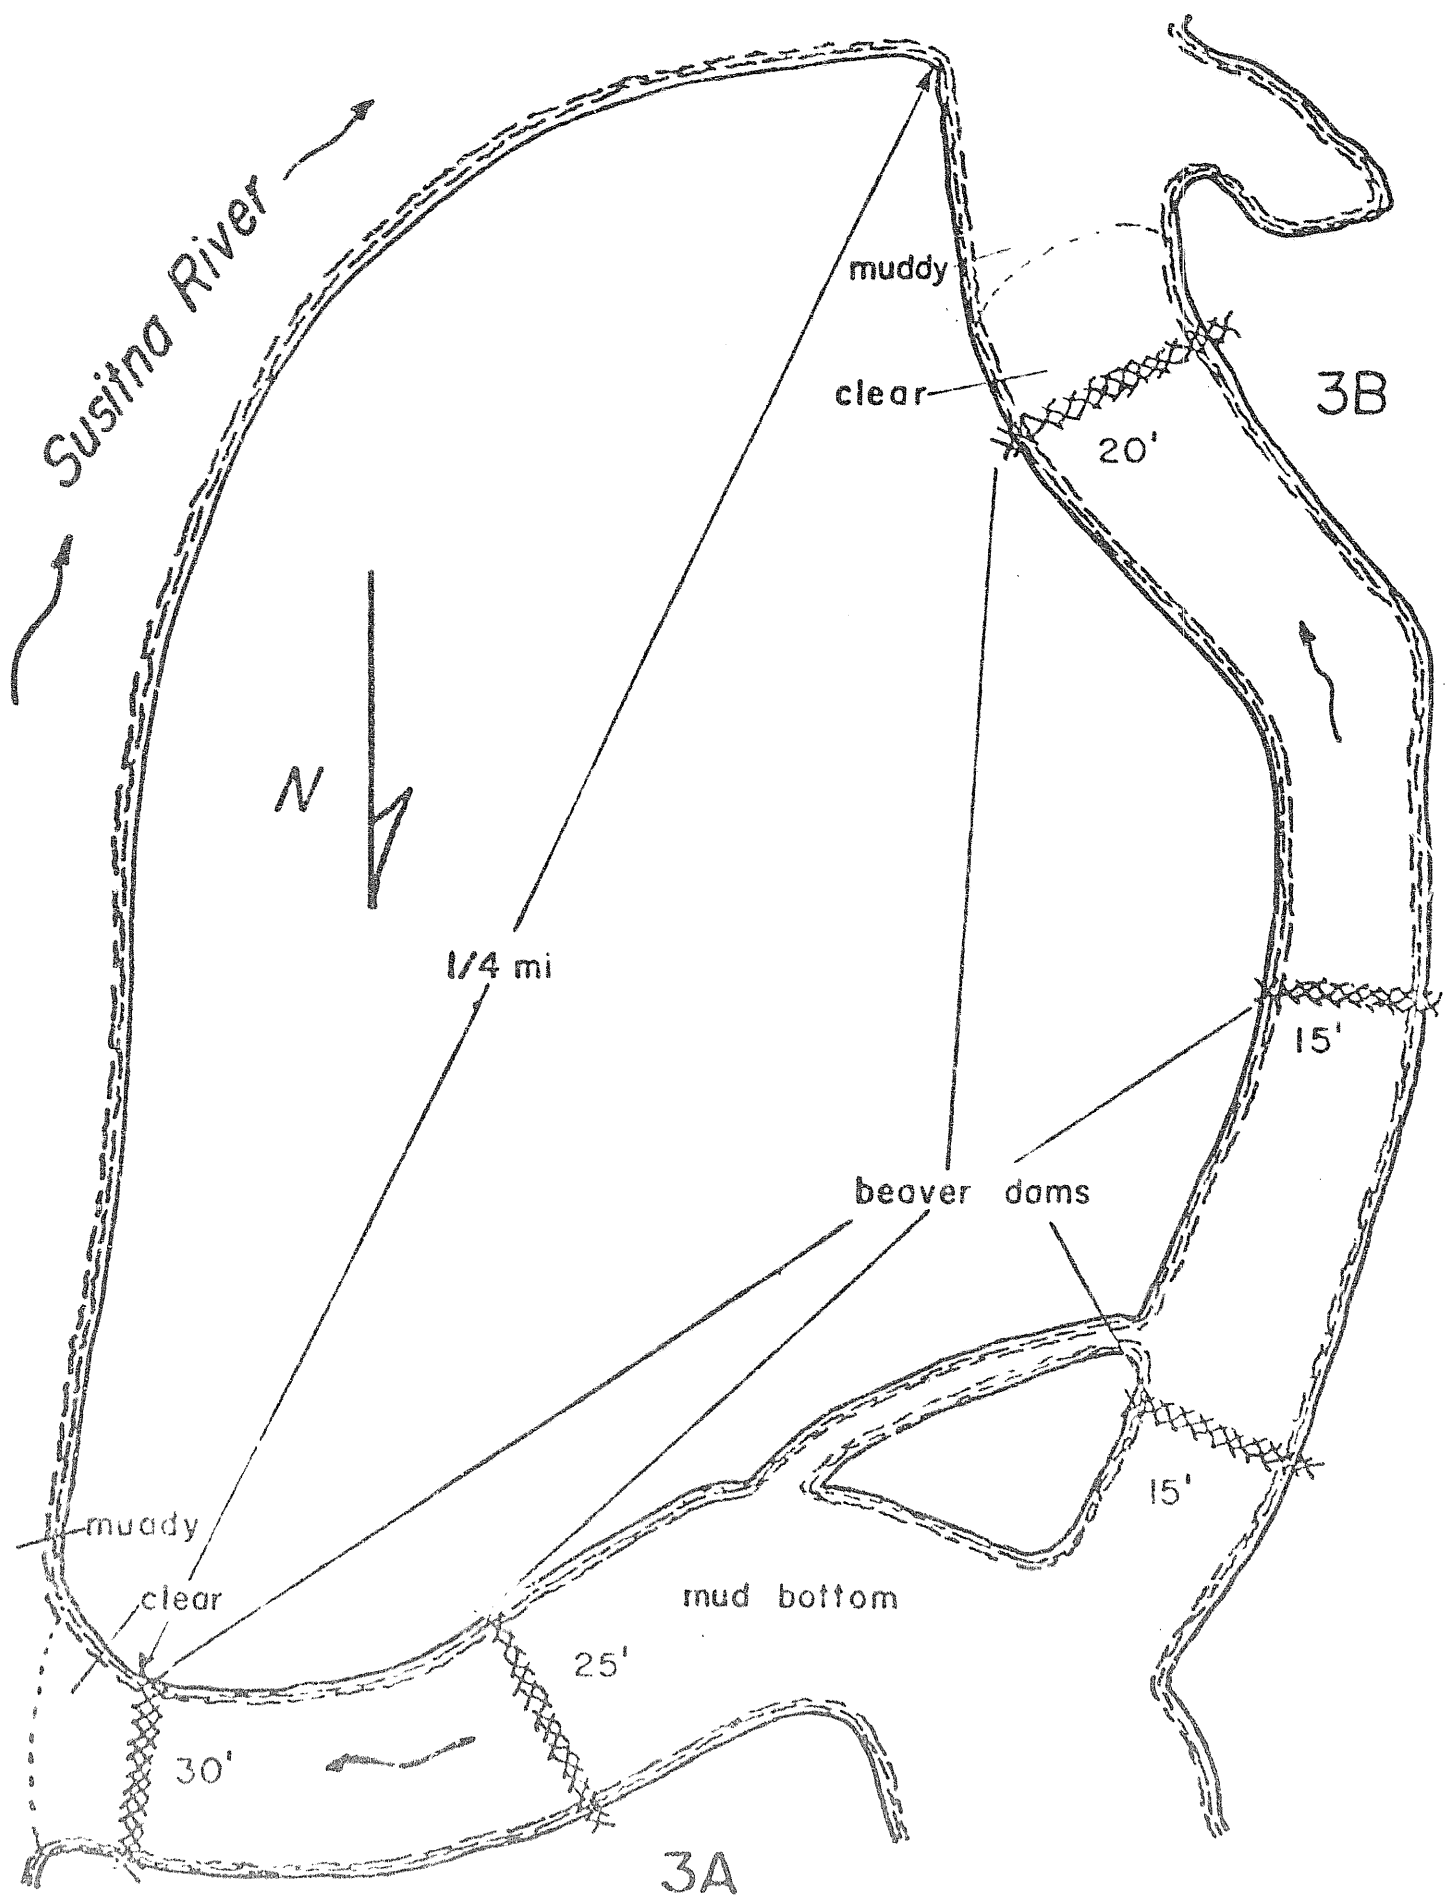 Susitna River
muddy
clear
3B
20'
N
1/4 mi
15'
beaver dams
15'
muddy
clear
mud bottom
25'
30'
3A